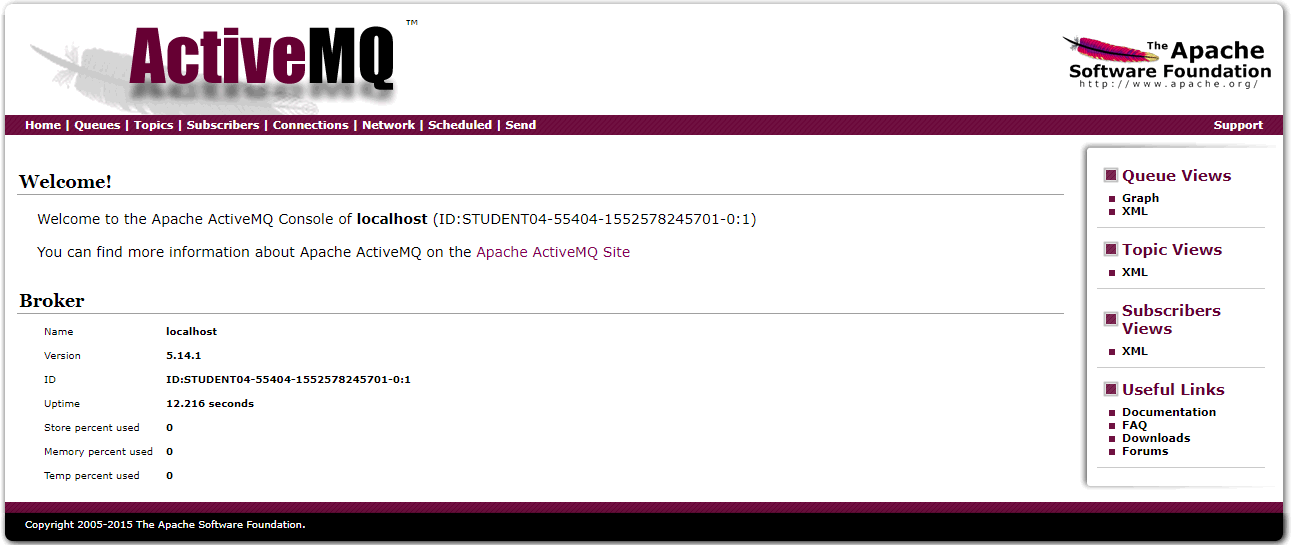 ActiveMQ ™
The Apache
Software Foundation
http://www.apache.org/
Home | Queues | Topics | Subscribers | Connections | Network | Scheduled | Send
Support
Welcome!
Welcome to the Apache ActiveMQ Console of localhost (ID:STUDENT04-55404-1552578245701-0:1)
You can find more information about Apache ActiveMQ on the Apache ActiveMQ Site
Broker
Name localhost
Version 5.14.1
ID ID:STUDENT04-55404-1552578245701-0:1
Uptime 12.216 seconds
Store percent used 0
Memory percent used 0
Temp percent used 0
Queue Views
Graph
XML
Topic Views
XML
Subscribers
Views
XML
Useful Links
Documentation
FAQ
Downloads
Forums
Copyright 2005-2015 The Apache Software Foundation.